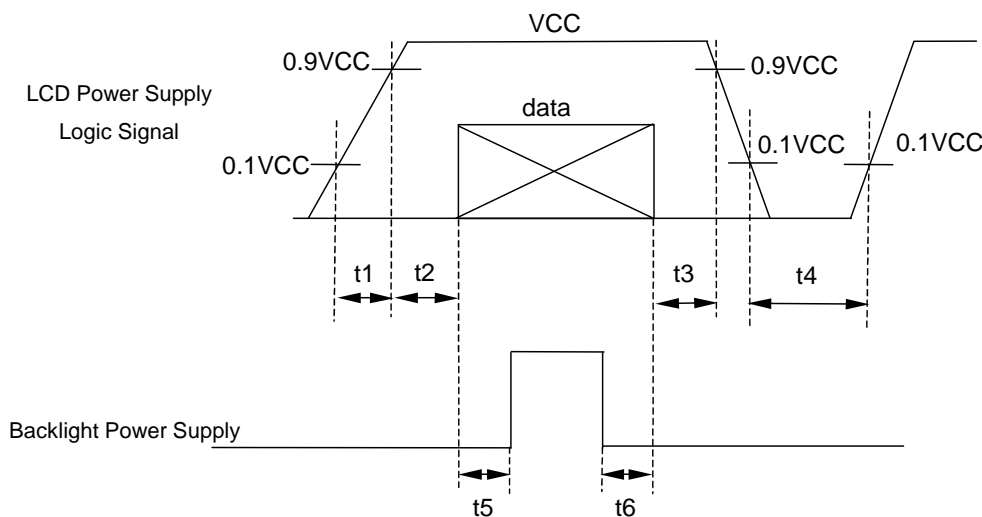 VCC
0.9VCC
0.9VCC
LCD Power Supply
Logic Signal
data
0.1VCC
0.1VCC
0.1VCC
t1
t2
t3
t4
Backlight Power Supply
t5
t6